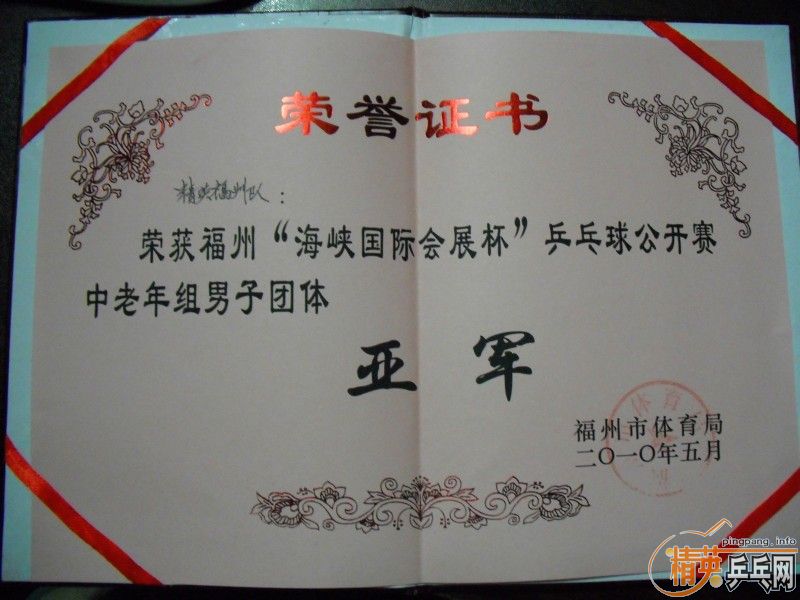 荣誉证书
精英福州队：
荣获福州“海峡国际会展杯”乒乓球公开赛
中老年组男子团体
亚军
福州市体育局
二〇一〇年五月
pingpang.info
精英乒乓网